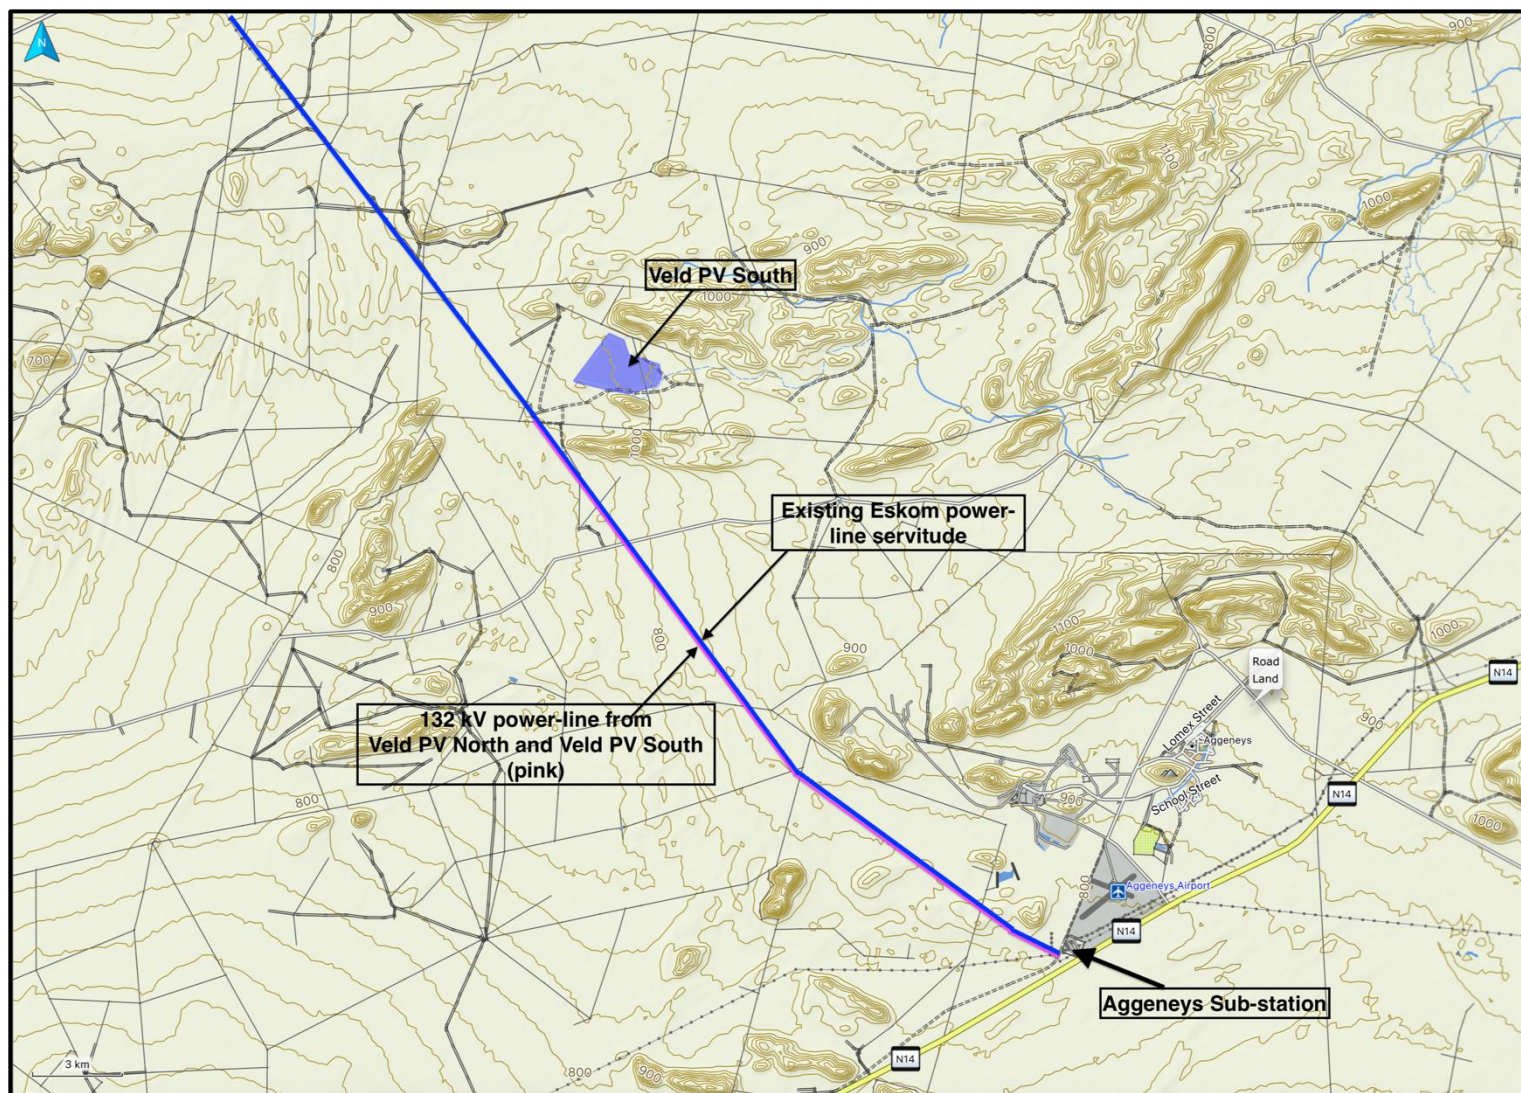 N
900
800
1100
1000
900
Veld PV South
1000
700
1000
Existing Eskom power-
line servitude
800
900
1100
1000
1000
800
900
Road
Land
N14
132 kV power-line from
Veld PV North and Veld PV South
(pink)
Lomex Street
Aggeneys
900
School Street
N14
900
800
1000
800
Aggeneys Airport
N14
Aggeneys Sub-station
N14
3 km
800
900